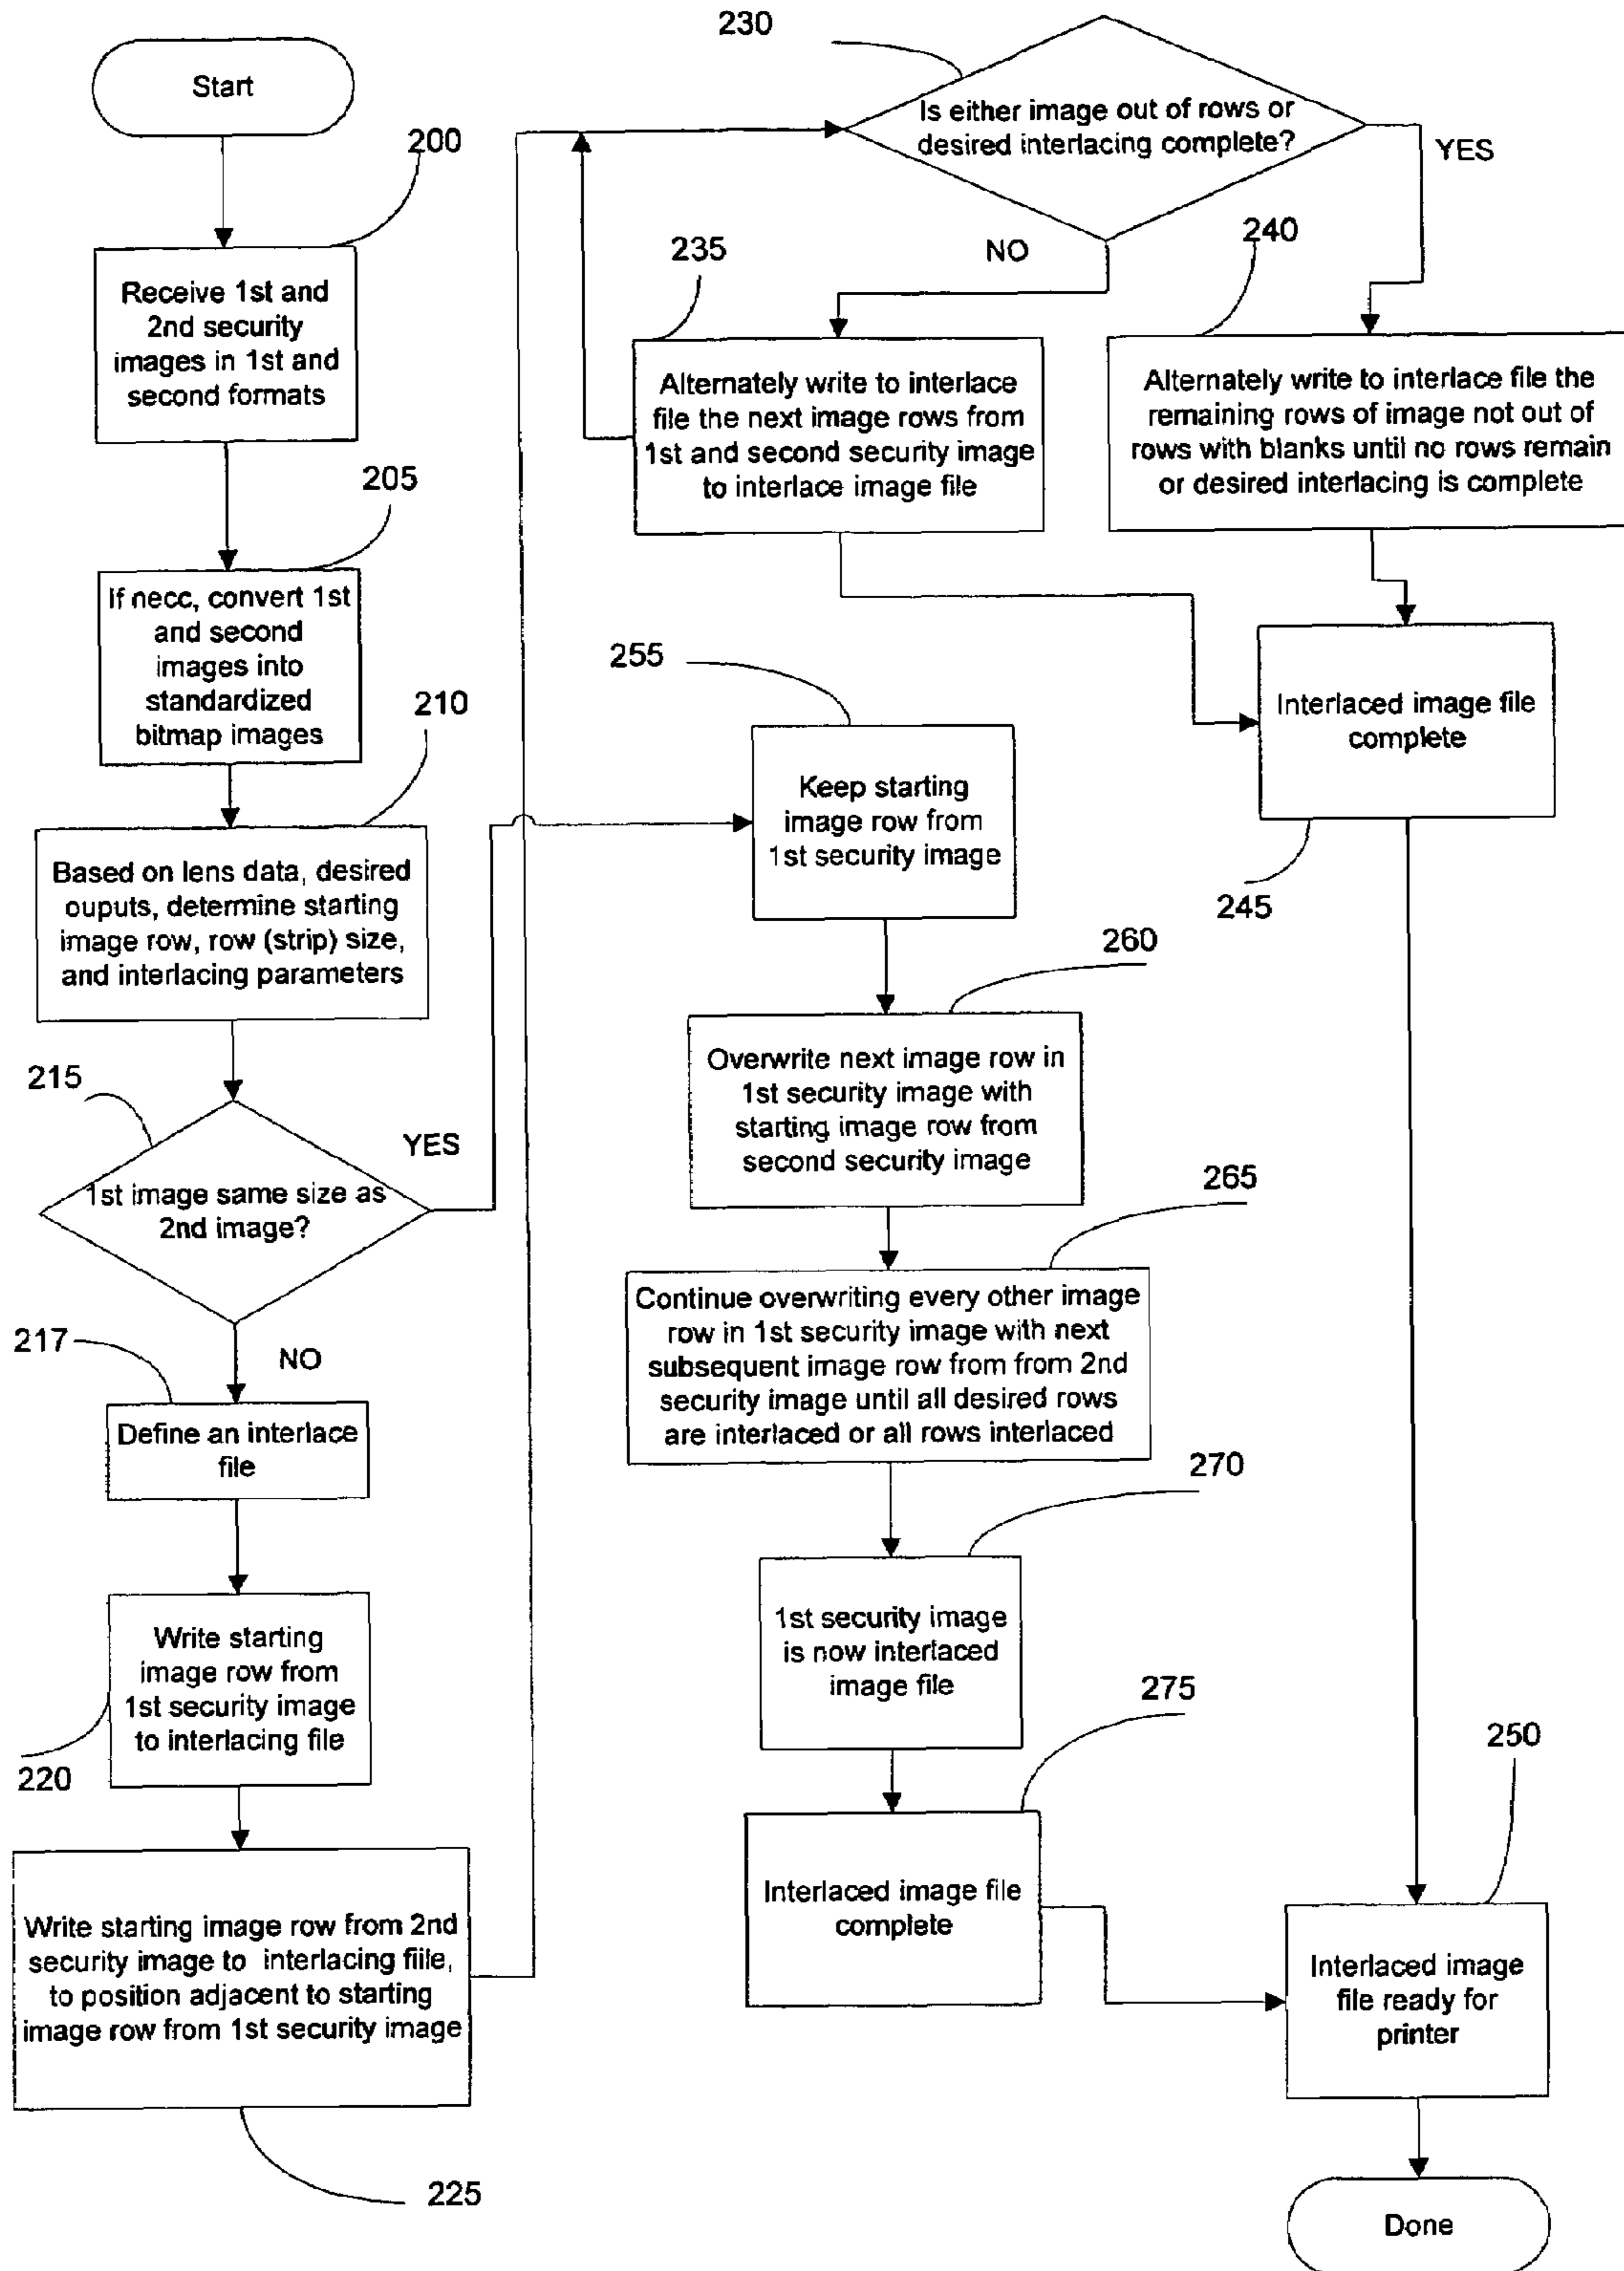 Start
200
Receive 1st and
2nd security
images in 1st and
second formats
205
If necc, convert 1st
and second
images into
standardized
bitmap images
210
Based on lens data, desired
ouputs, determine starting
image row, row (strip) size,
and interlacing parameters
215
1st image same size as
2nd image?
YES
NO
217
Define an interlace
file
Write starting
image row from
1st security image
to interlacing file
220
Write starting image row from 2nd
security image to interlacing fiile,
to position adjacent to starting
image row from 1st security image
225
230
Is either image out of rows or
desired interlacing complete?
YES
NO
235
Alternately write to interlace
file the next image rows from
1st and second security image
to interlace image file
240
Alternately write to interlace file the
remaining rows of image not out of
rows with blanks until no rows remain
or desired interlacing is complete
Interlaced image file
complete
245
255
Keep starting
image row from
1st security image
260
Overwrite next image row in
1st security image with
starting image row from
second security image
265
Continue overwriting every other image
row in 1st security image with next
subsequent image row from from 2nd
security image until all desired rows
are interlaced or all rows interlaced
270
1st security image
is now interlaced
image file
275
Interlaced image file
complete
250
Interlaced image
file ready for
printer
Done